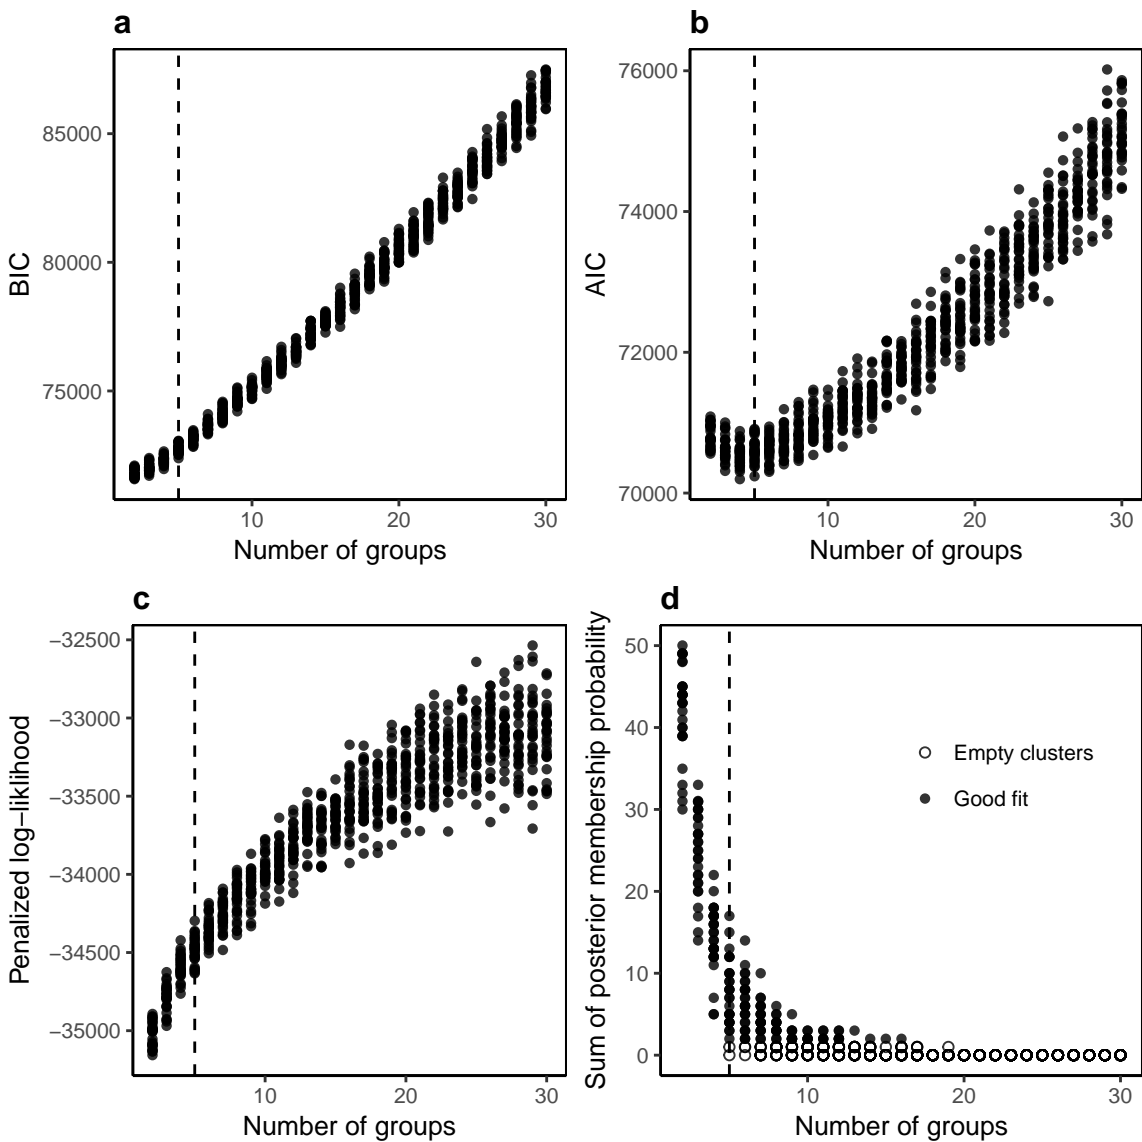 a
BIC
85000
80000
75000
10 20 30
Number of groups
b
AIC
76000
74000
72000
70000
10 20 30
Number of groups
c
Penalized log−liklihood
−32500
−33000
−33500
−34000
−34500
−35000
10 20 30
Number of groups
d
Sum of posterior membership probability
50
40
30
20
10
0
Empty clusters
Good fit
10 20 30
Number of groups